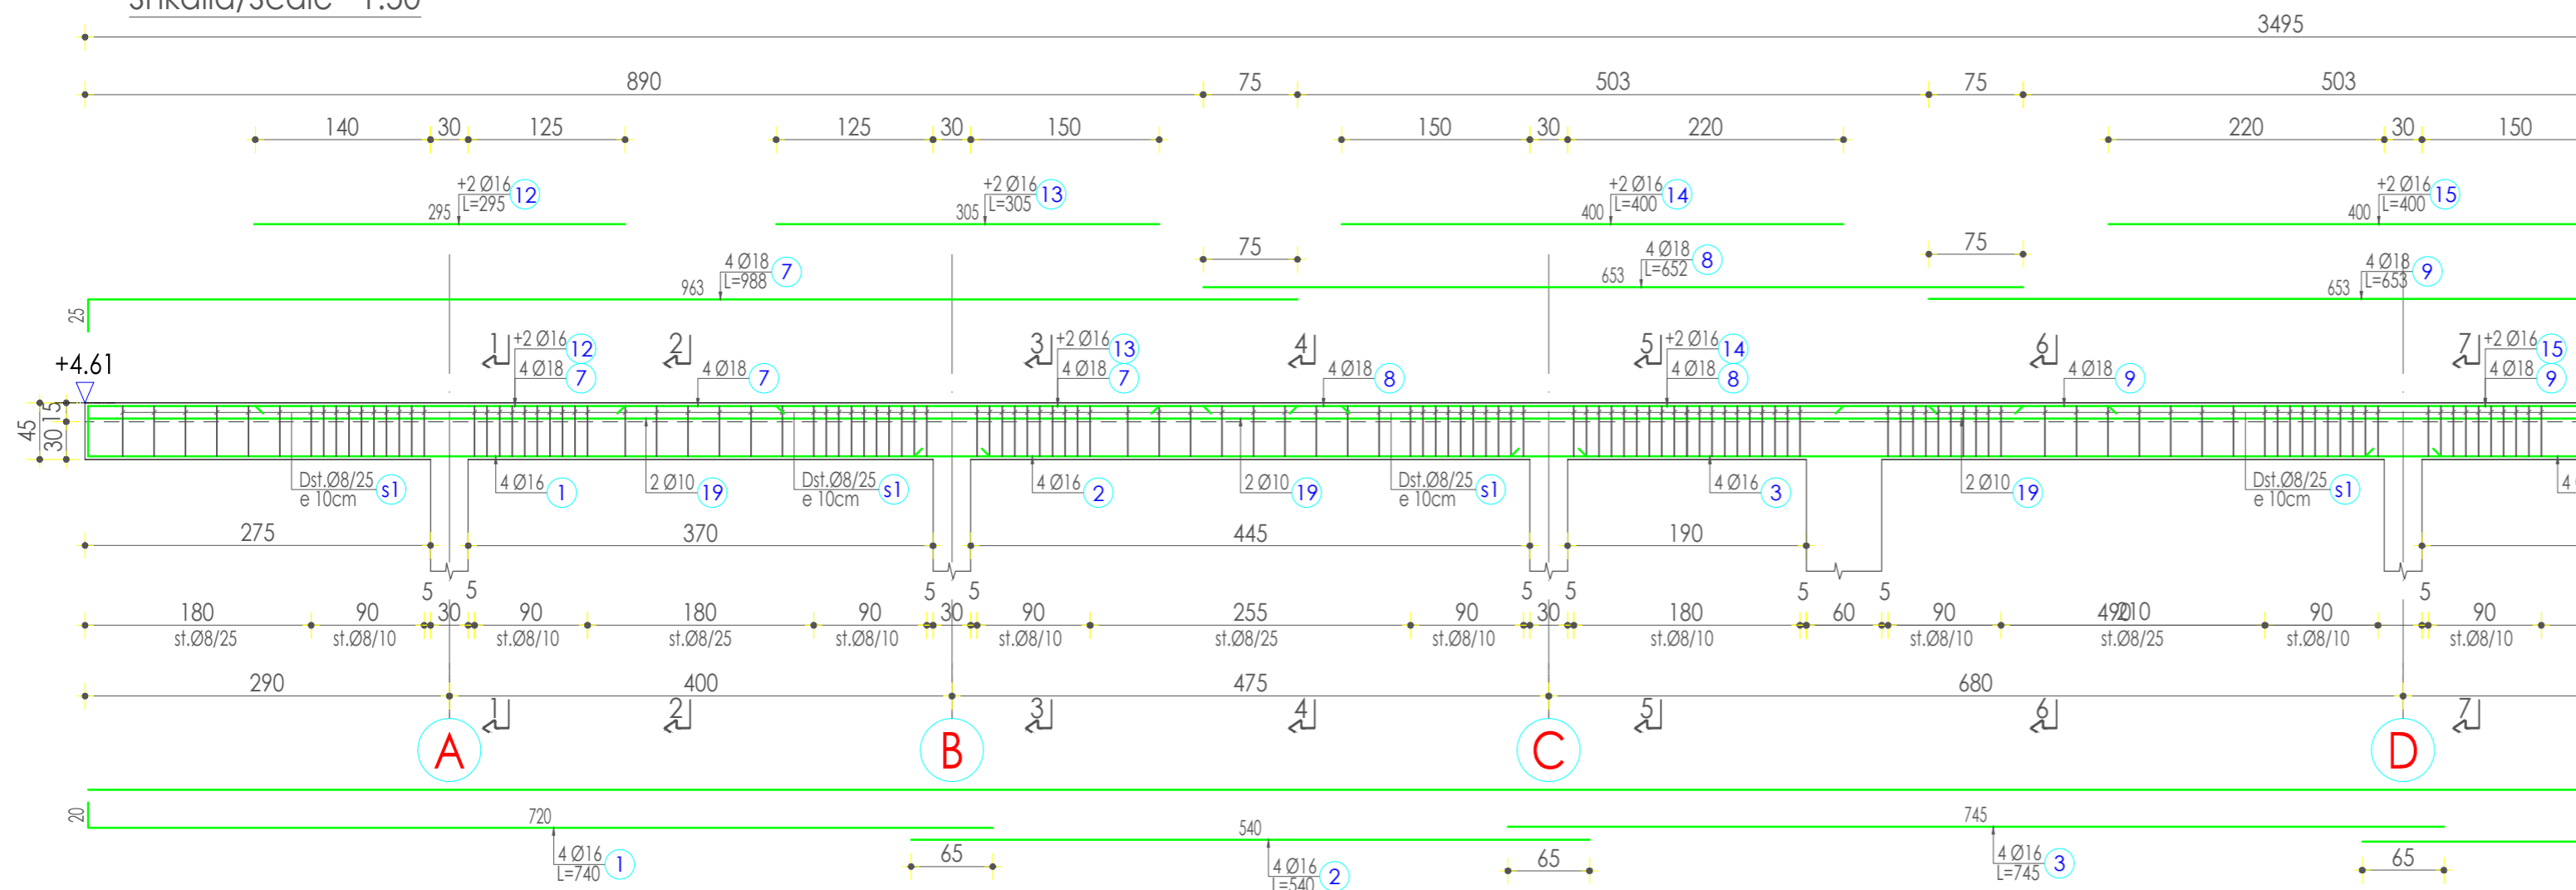 Shkalla/Scale 1:50
3495
890 75 503 75 503
140 30 125 125 30 150 150 30 220 220 30 150
+2 Ø16 12 +2 Ø16 13 +2 Ø16 14 +2 Ø16 15
295 L=295 305 L=305 400 L=400 400 L=400
75 75
4 Ø18 7 4 Ø18 8 4 Ø18 9
963 L=988 653 L=652 653 L=653
25
1 +2 Ø16 12 2 3 +2 Ø16 13 4 5 +2 Ø16 14 6 7 +2 Ø16 15
+4.61
4 Ø18 7 4 Ø18 7 4 Ø18 7 4 Ø18 8 4 Ø18 8 4 Ø18 9 4 Ø18 9
45 30 15
Dst.Ø8/25 s1 4 Ø16 1 2 Ø10 19 Dst.Ø8/25 s1 4 Ø16 2 2 Ø10 19 Dst.Ø8/25 s1 4 Ø16 3 2 Ø10 19 Dst.Ø8/25 s1 4
e 10cm e 10cm e 10cm e 10cm
275 370 445 190
5 5 5 5 5 5 5 5 5
180 90 30 90 180 90 30 90 255 90 30 180 60 90 490 210 90 90
st.Ø8/25 st.Ø8/10 st.Ø8/10 st.Ø8/25 st.Ø8/10 st.Ø8/10 st.Ø8/25 st.Ø8/10 st.Ø8/10 st.Ø8/10 st.Ø8/25 st.Ø8/10 st.Ø8/10
290 400 475 680
1 2 3 4 5 6 7
A B C D
20
720 540 745
4 Ø16 1 65 4 Ø16 2 65 4 Ø16 3 65
L=740 L=540 L=745